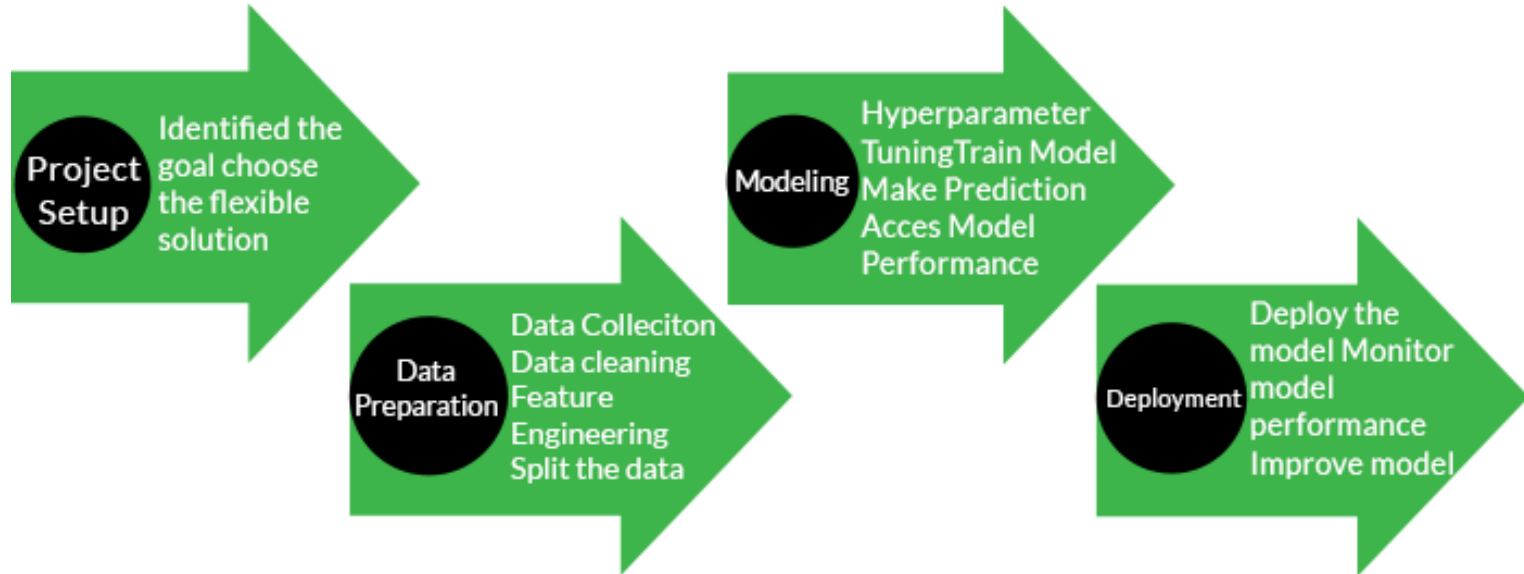 Project
Setup
Identified the
goal choose
the flexible
solution
Data
Preparation
Data Colleciton
Data cleaning
Feature
Engineering
Split the data
Modeling
Hyperparameter
TuningTrain Model
Make Prediction
Acces Model
Performance
Deployment
Deploy the
model Monitor
model
performance
Improve model